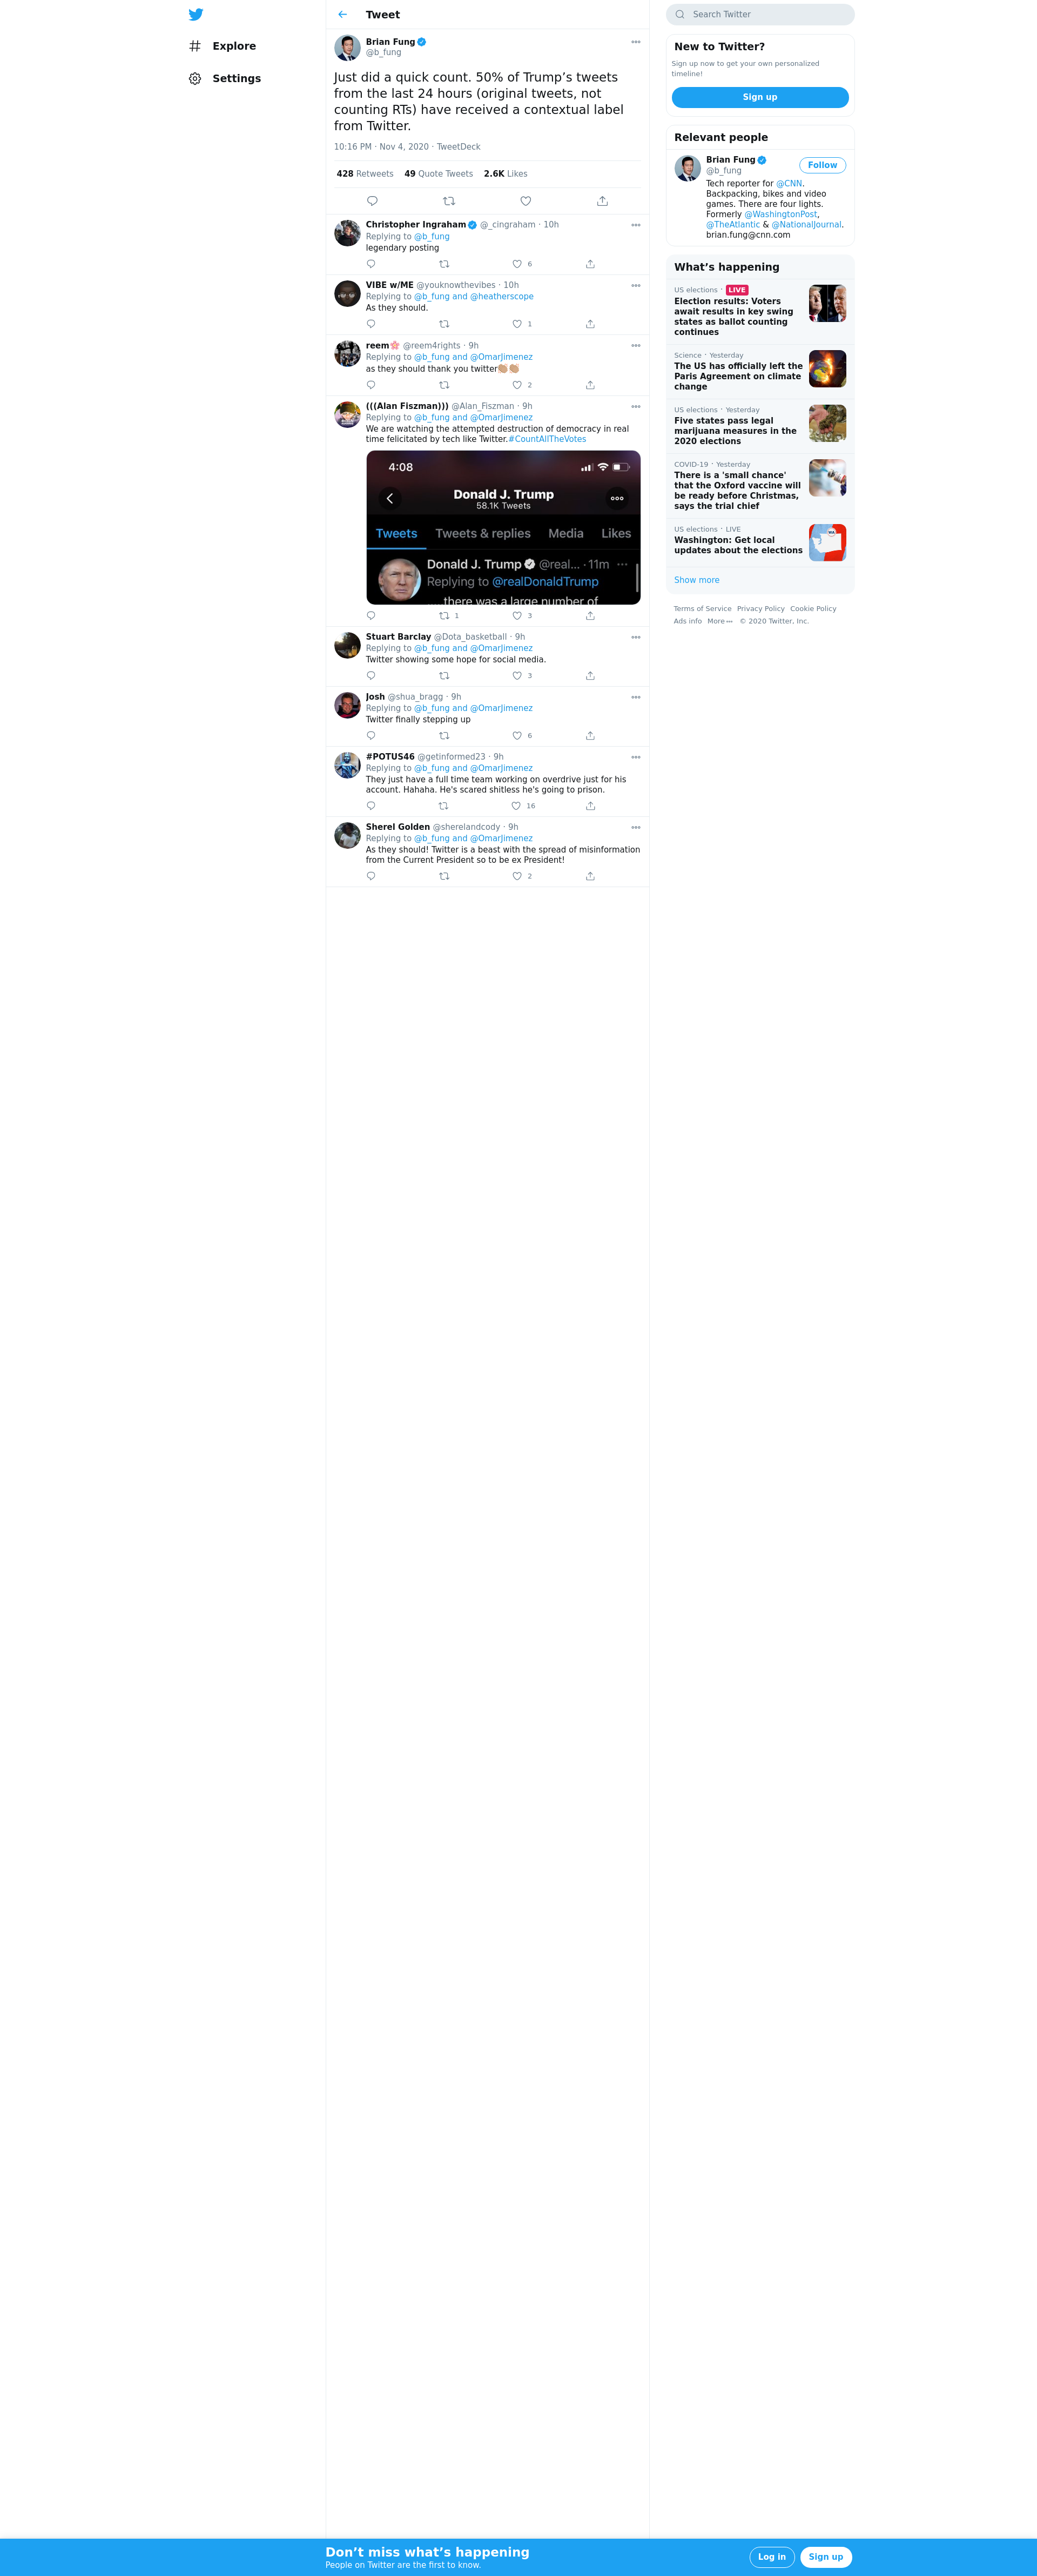 Explore
Settings
Tweet
Brian Fung
@b_fung
Just did a quick count. 50% of Trump’s tweets
from the last 24 hours (original tweets, not
counting RTs) have received a contextual label
from Twitter.
10:16 PM · Nov 4, 2020 · TweetDeck
428 Retweets 49 Quote Tweets 2.6K Likes
Christopher Ingraham @_cingraham · 10h
Replying to @b_fung
legendary posting
6
VIBE w/ME @youknowthevibes · 10h
Replying to @b_fung and @heatherscope
As they should.
1
reem🌸 @reem4rights · 9h
Replying to @b_fung and @OmarJimenez
as they should thank you twitter👏🏼👏🏼
2
(((Alan Fiszman))) @Alan_Fiszman · 9h
Replying to @b_fung and @OmarJimenez
We are watching the attempted destruction of democracy in real
time felicitated by tech like Twitter.#CountAllTheVotes
4:08
Donald J. Trump
58.1K Tweets
Tweets Tweets & replies Media Likes
Donald J. Trump @real... · 11m
Replying to @realDonaldTrump
there was a large number of
1 3
Stuart Barclay @Dota_basketball · 9h
Replying to @b_fung and @OmarJimenez
Twitter showing some hope for social media.
3
Josh @shua_bragg · 9h
Replying to @b_fung and @OmarJimenez
Twitter finally stepping up
6
#POTUS46 @getinformed23 · 9h
Replying to @b_fung and @OmarJimenez
They just have a full time team working on overdrive just for his
account. Hahaha. He's scared shitless he's going to prison.
16
Sherel Golden @sherelandcody · 9h
Replying to @b_fung and @OmarJimenez
As they should! Twitter is a beast with the spread of misinformation
from the Current President so to be ex President!
2
Search Twitter
New to Twitter?
Sign up now to get your own personalized
timeline!
Sign up
Relevant people
Brian Fung
@b_fung
Follow
Tech reporter for @CNN.
Backpacking, bikes and video
games. There are four lights.
Formerly @WashingtonPost,
@TheAtlantic & @NationalJournal.
brian.fung@cnn.com
What’s happening
US elections · LIVE
Election results: Voters
await results in key swing
states as ballot counting
continues
Science · Yesterday
The US has officially left the
Paris Agreement on climate
change
US elections · Yesterday
Five states pass legal
marijuana measures in the
2020 elections
COVID-19 · Yesterday
There is a 'small chance'
that the Oxford vaccine will
be ready before Christmas,
says the trial chief
US elections · LIVE
Washington: Get local
updates about the elections
WA
Show more
Terms of Service Privacy Policy Cookie Policy
Ads info More © 2020 Twitter, Inc.
Don’t miss what’s happening
People on Twitter are the first to know.
Log in
Sign up